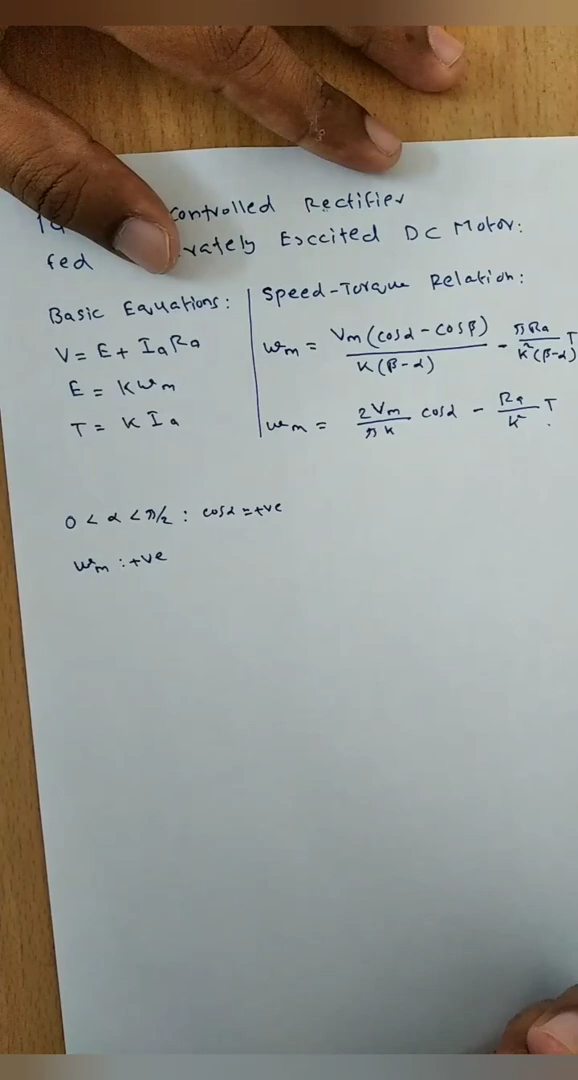 Controlled Rectifier
fed Excited DC Motor:
Basic Equations:
V = E + IaRa
E = Kωm
T = K Ia
Speed-Torque Relation:
ωm = Vm (cosα - cosβ) / K(β-α) - πRa / K²(β-α) T
ωm = 2Vm / πK cosα - Ra / K² T
0 < α < π/2 : cosα = +ve
ωm : +ve